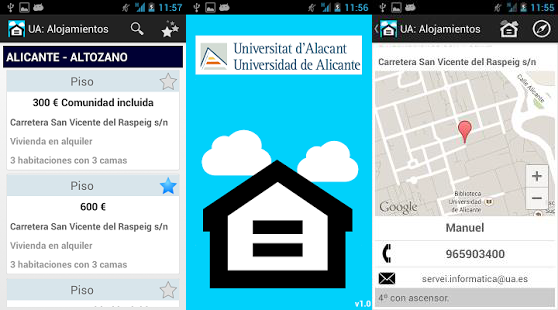 11:57
UA: Alojamientos
ALICANTE - ALTOZANO
Piso
300 € Comunidad incluida
Carretera San Vicente del Raspeig s/n
Vivienda en alquiler
3 habitaciones con 3 camas
Piso
600 €
Carretera San Vicente del Raspeig s/n
Vivienda en alquiler
3 habitaciones con 3 camas
Piso
11:56
Universitat d'Alacant
Universidad de Alicante
v1.0
11:55
UA: Alojamientos
Carretera San Vicente del Raspeig s/n
Calle Alicante
Biblioteca
Universidad
de Alicante
Google
+
-
Manuel
965903400
servei.informatica@ua.es
4º con ascensor.